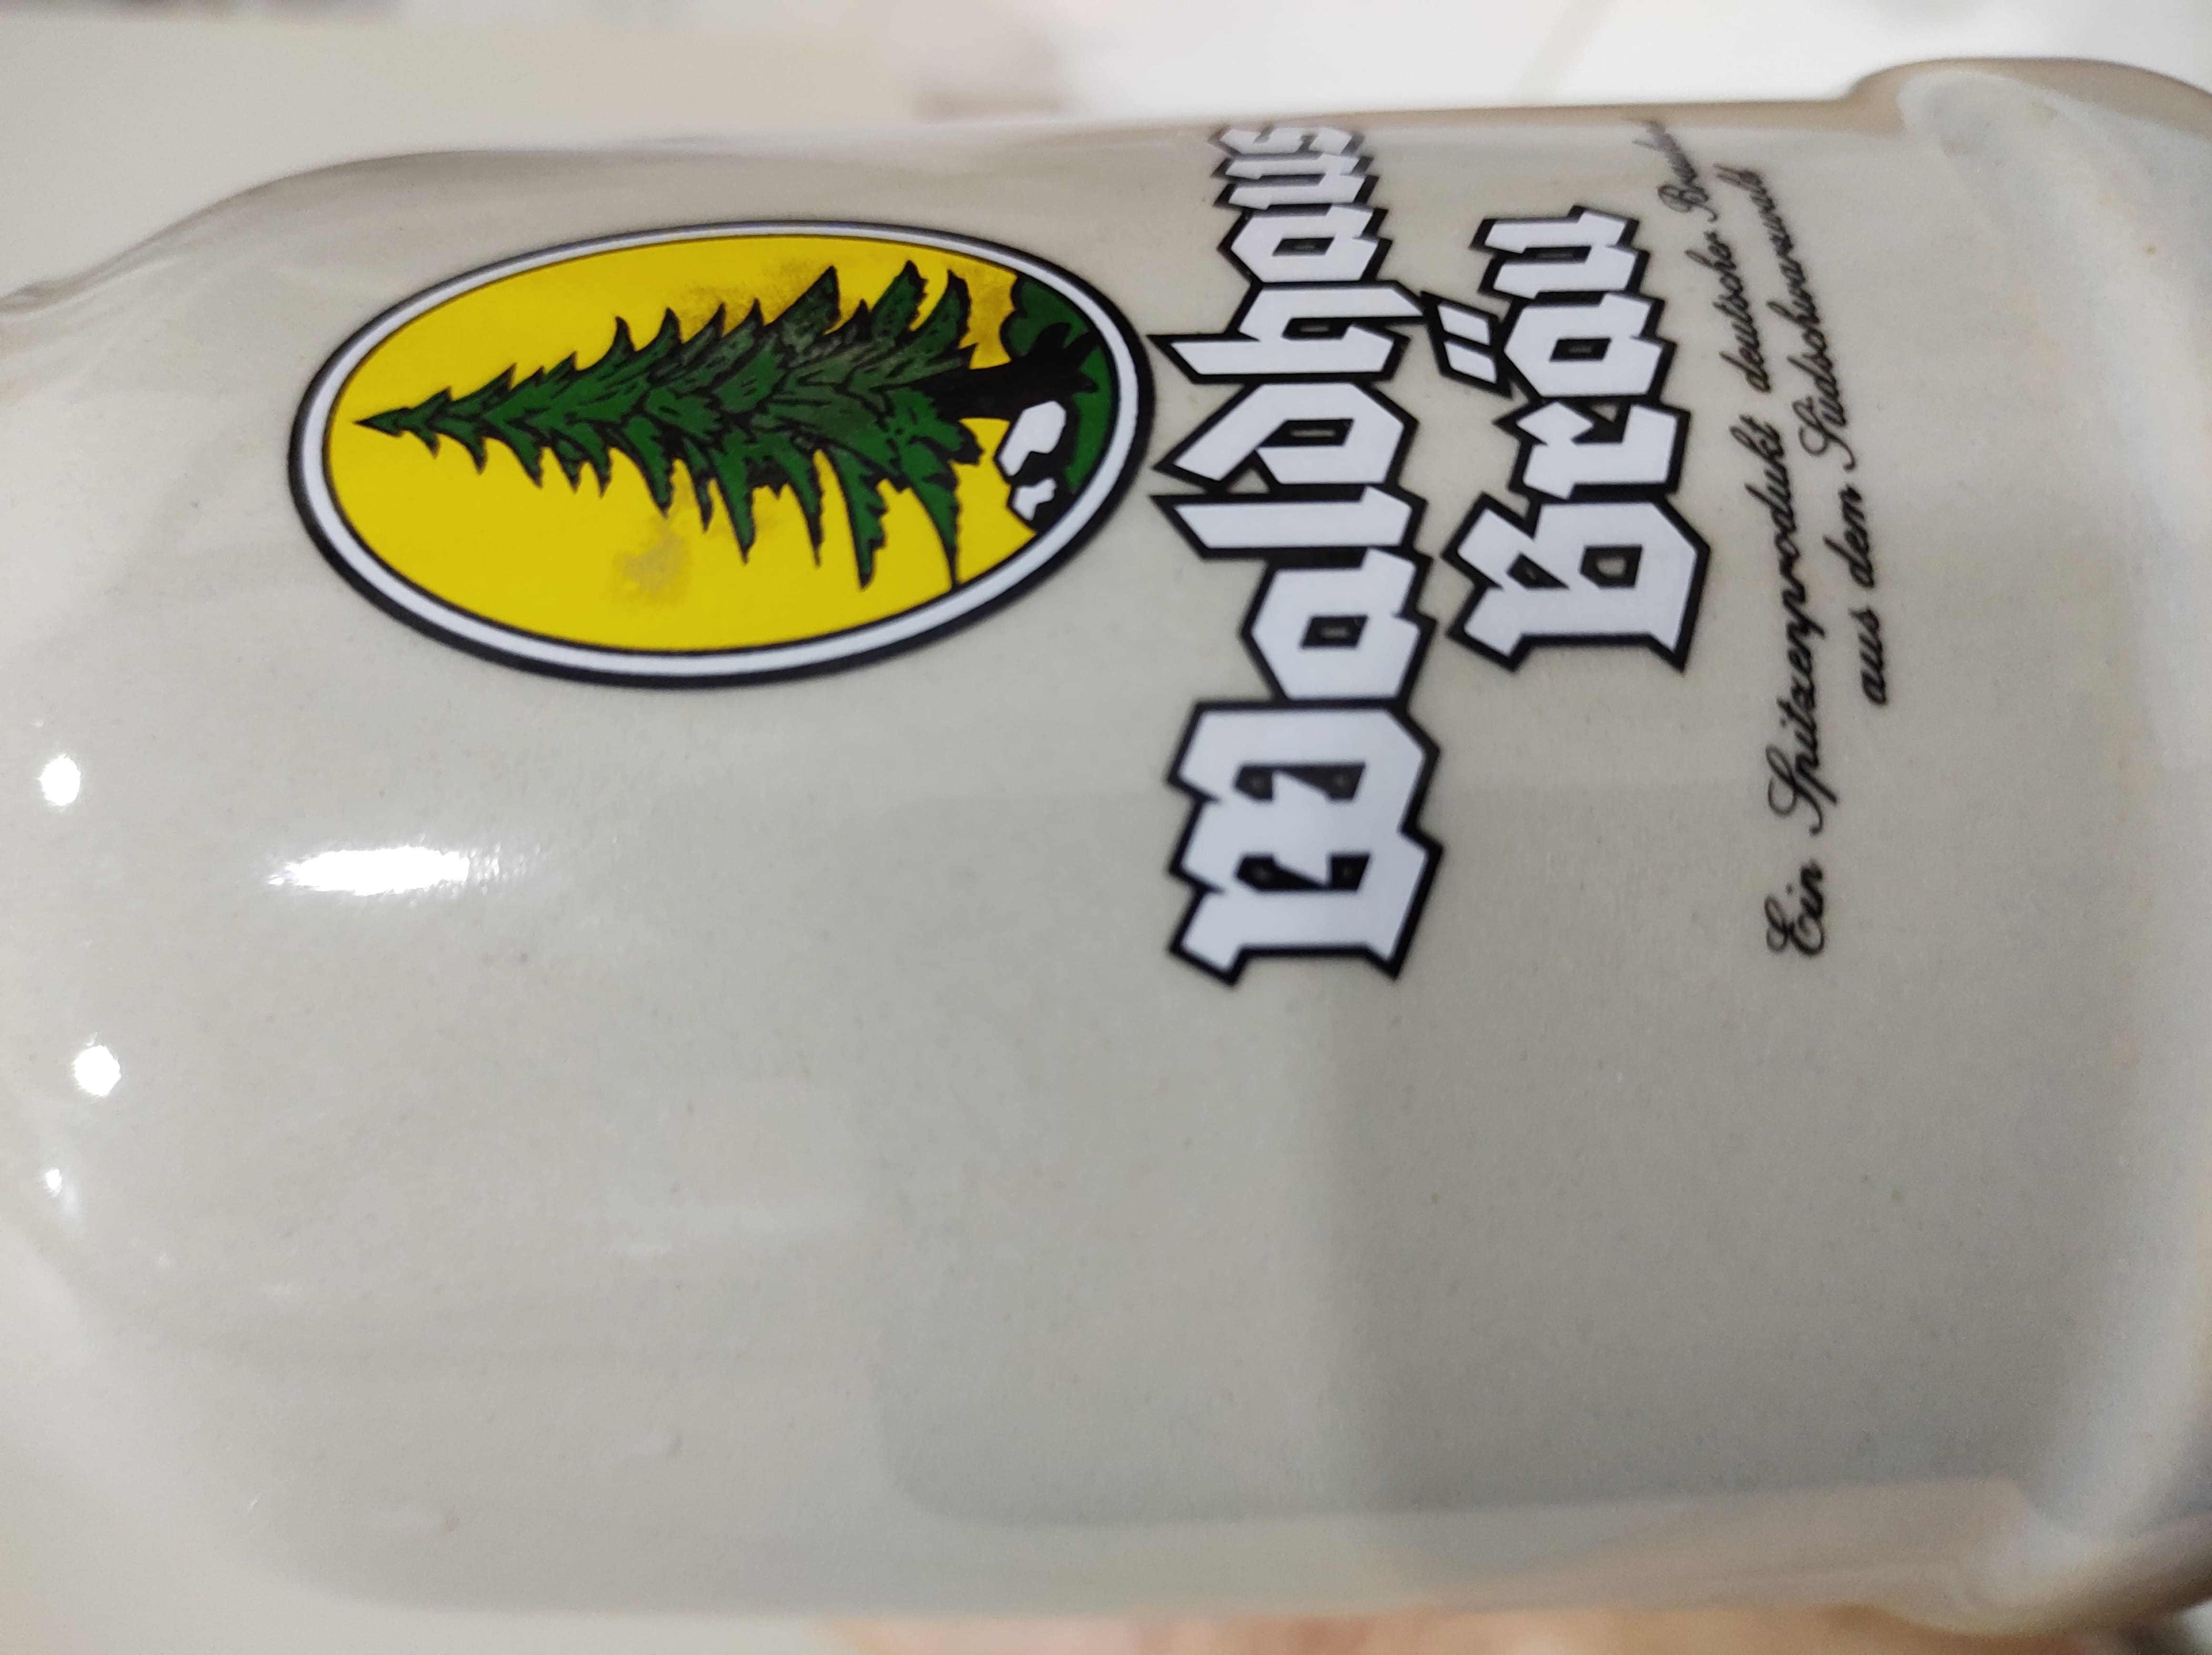 Waldhaus
Bräu
Ein Spitzenprodukt deutscher
aus dem Südschwarzwald